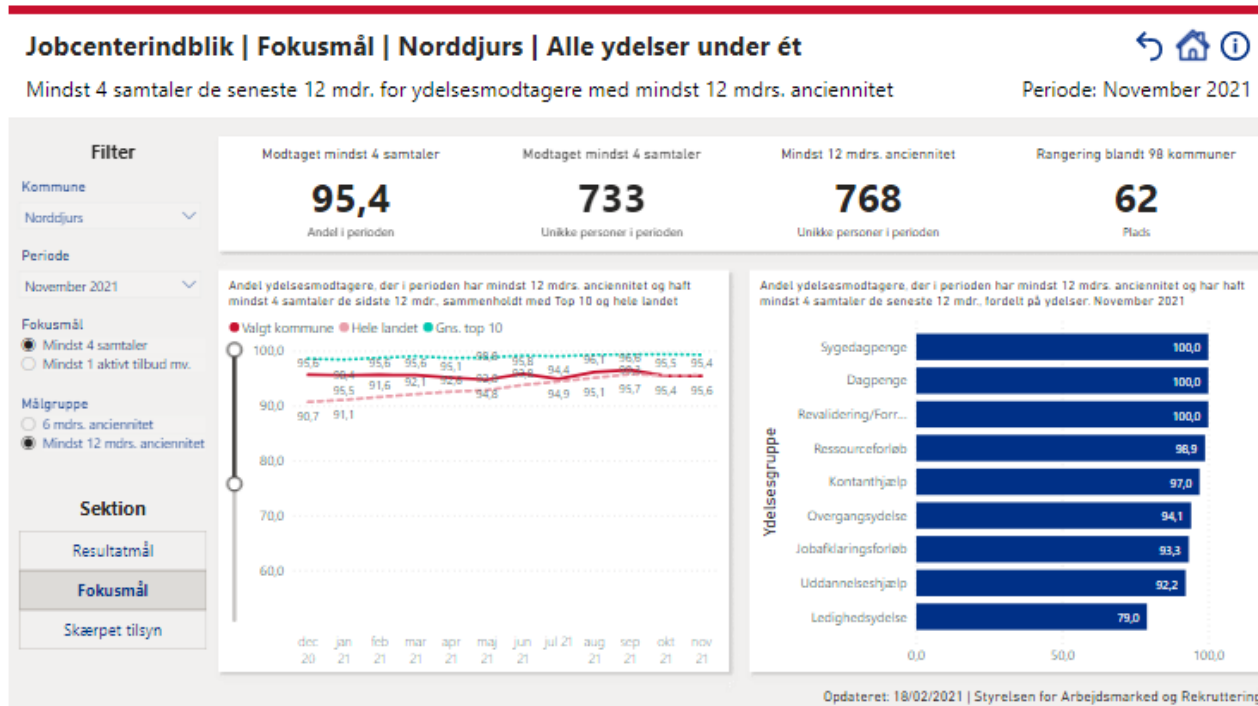 Jobcenterindblik | Fokusmål | Norddjurs | Alle ydelser under ét
Mindst 4 samtaler de seneste 12 mdr. for ydelsesmodtagere med mindst 12 mdrs. anciennitet
Periode: November 2021
Filter
Kommune
Norddjurs
Periode
November 2021
Fokusmål
Mindst 4 samtaler
Mindst 1 aktivt tilbud mv.
Målgruppe
6 mdrs. anciennitet
Mindst 12 mdrs. anciennitet
Sektion
Resultatmål
Fokusmål
Skærpet tilsyn
Modtaget mindst 4 samtaler
95,4
Andel i perioden
Modtaget mindst 4 samtaler
733
Unikke personer i perioden
Mindst 12 mdrs. anciennitet
768
Unikke personer i perioden
Rangering blandt 98 kommuner
62
Plads
Andel ydelsesmodtagere, der i perioden har mindst 12 mdrs. anciennitet og haft
mindst 4 samtaler de sidste 12 mdr., sammenholdt med Top 10 og hele landet
Valgt kommune Hele landet Gns. top 10
100,0
90,0
80,0
70,0
60,0
95,6 95,6 95,6 95,1 95,8 94,4 96,1 96,6 95,5 95,4
95,5 91,6 92,1 94,8 94,9 95,1 95,7 95,4 95,6
90,7 91,1
dec jan feb mar apr maj jun jul 21 aug sep okt nov
20 21 21 21 21 21 21 21 21 21 21
Andel ydelsesmodtagere, der i perioden har mindst 12 mdrs. anciennitet og har haft
mindst 4 samtaler de seneste 12 mdr., fordelt på ydelser. November 2021
Ydelsesgruppe
Sygedagpenge 100,0
Dagpenge 100,0
Revalidering/Forr... 100,0
Ressourceforløb 98,9
Kontanthjælp 97,0
Overgangsydelse 94,1
Jobafklaringsforløb 93,3
Uddannelseshjælp 92,2
Ledighedsydelse 79,0
0,0 50,0 100,0
Opdateret: 18/02/2021 | Styrelsen for Arbejdsmarked og Rekruttering